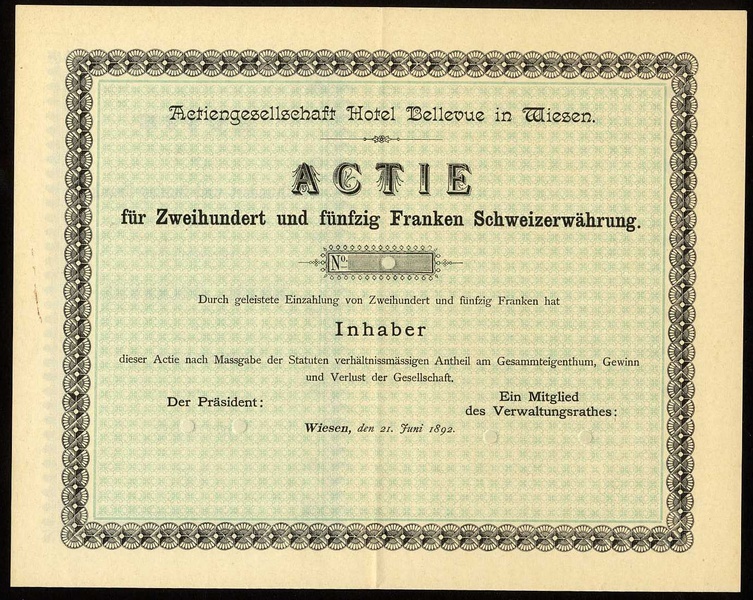 Actiengesellschaft Hotel Bellevue in Wiesen.
ACTIE
für Zweihundert und fünfzig Franken Schweizerwährung.
No.
Durch geleistete Einzahlung von Zweihundert und fünfzig Franken hat
Inhaber
dieser Actie nach Massgabe der Statuten verhältnissmässigen Antheil am Gesammteigenthum, Gewinn
und Verlust der Gesellschaft.
Der Präsident:
Ein Mitglied
des Verwaltungsrathes:
Wiesen, den 21. Juni 1892.